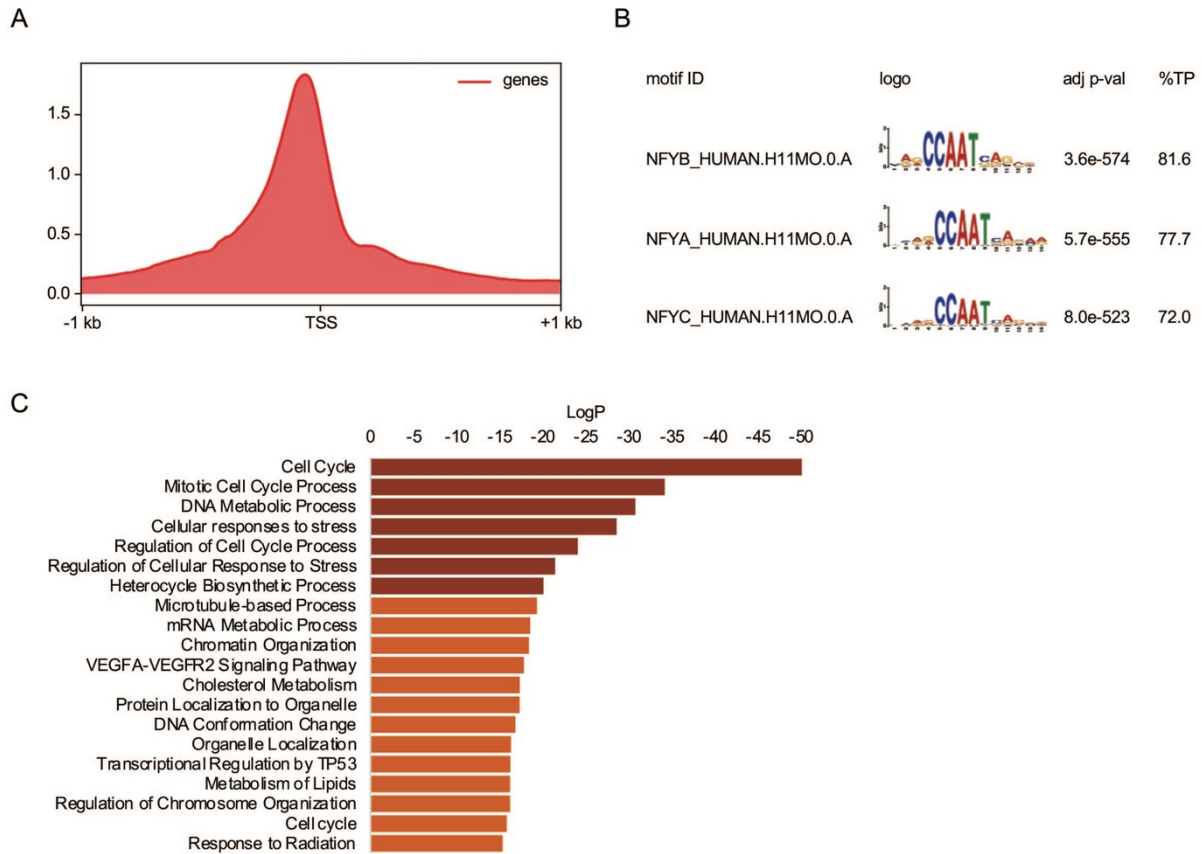 A
genes
1.5
1.0
0.5
0.0
-1 kb TSS +1 kb
B
motif ID logo adj p-val %TP
NFYB_HUMAN.H11MO.0.A CCAAT 3.6e-574 81.6
NFYA_HUMAN.H11MO.0.A CCAAT 5.7e-555 77.7
NFYC_HUMAN.H11MO.0.A CCAAT 8.0e-523 72.0
C
LogP
0 -5 -10 -15 -20 -25 -30 -35 -40 -45 -50
Cell Cycle
Mitotic Cell Cycle Process
DNA Metabolic Process
Cellular responses to stress
Regulation of Cell Cycle Process
Regulation of Cellular Response to Stress
Heterocycle Biosynthetic Process
Microtubule-based Process
mRNA Metabolic Process
Chromatin Organization
VEGFA-VEGFR2 Signaling Pathway
Cholesterol Metabolism
Protein Localization to Organelle
DNA Conformation Change
Organelle Localization
Transcriptional Regulation by TP53
Metabolism of Lipids
Regulation of Chromosome Organization
Cell cycle
Response to Radiation